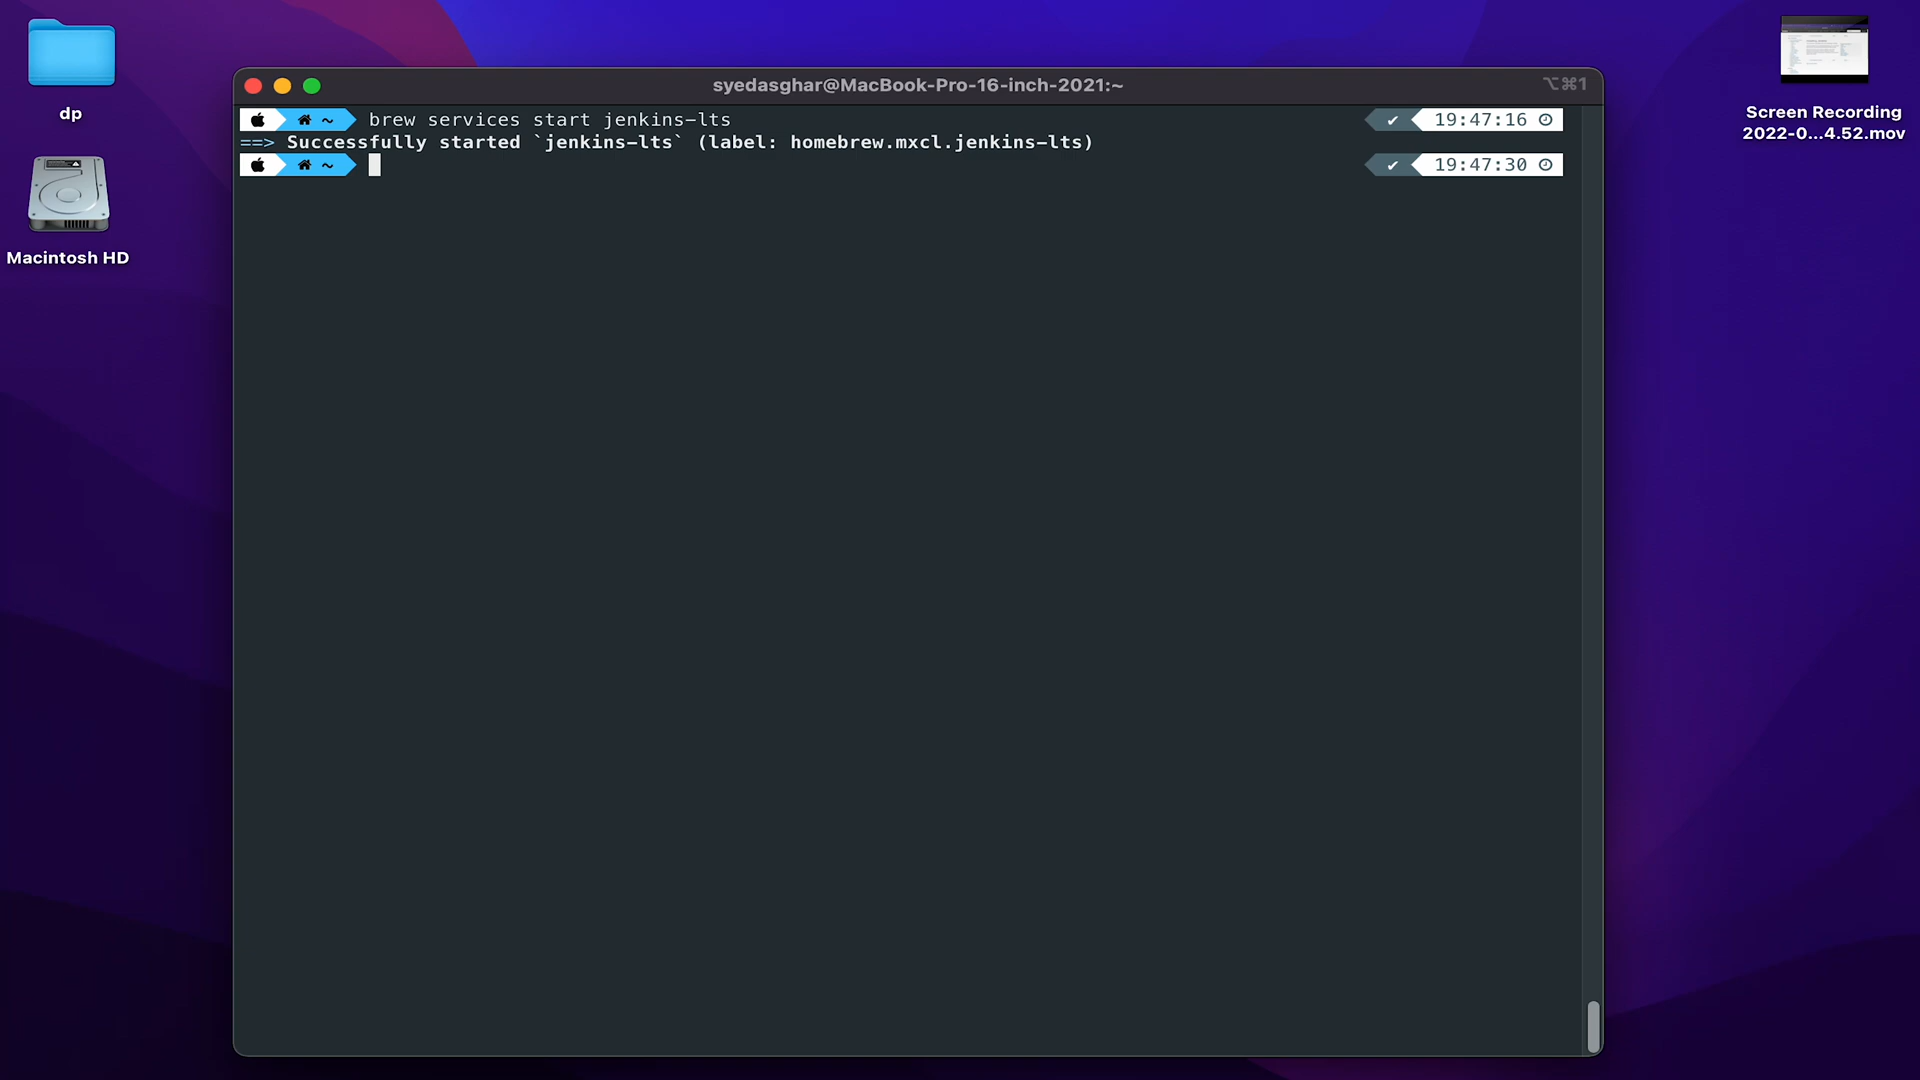 dp
Macintosh HD
Screen Recording
2022-0...4.52.mov
syedasghar@MacBook-Pro-16-inch-2021:~
⌥⌘1
~ brew services start jenkins-lts ✔ 19:47:16
==> Successfully started `jenkins-lts` (label: homebrew.mxcl.jenkins-lts)
~ ✔ 19:47:30